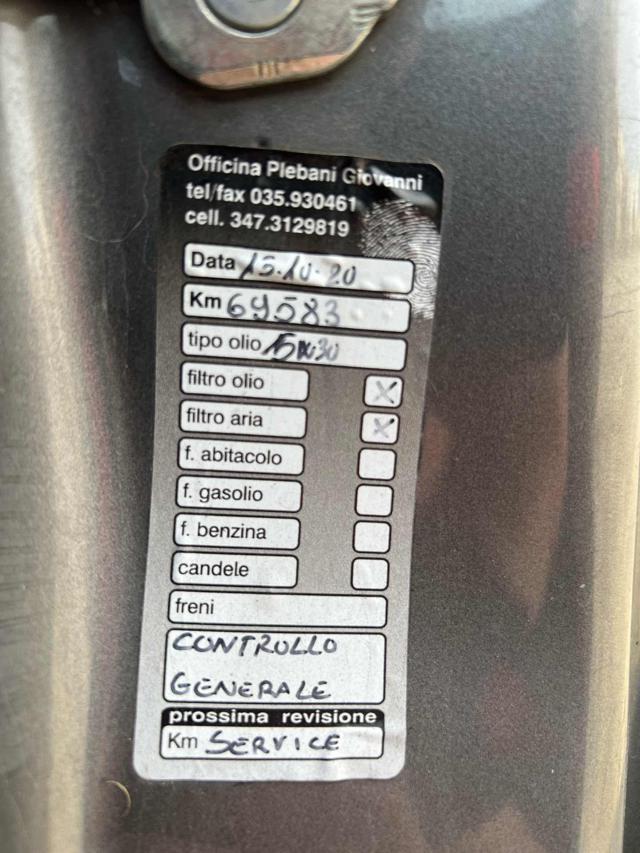 Officina Plebani Giovanni
tel/fax 035.930461
cell. 347.3129819
Data 15.10.20
Km 69583
tipo olio 5W30
filtro olio X
filtro aria X
f. abitacolo
f. gasolio
f. benzina
candele
freni
CONTROLLO
GENERALE
prossima revisione
Km SERVICE